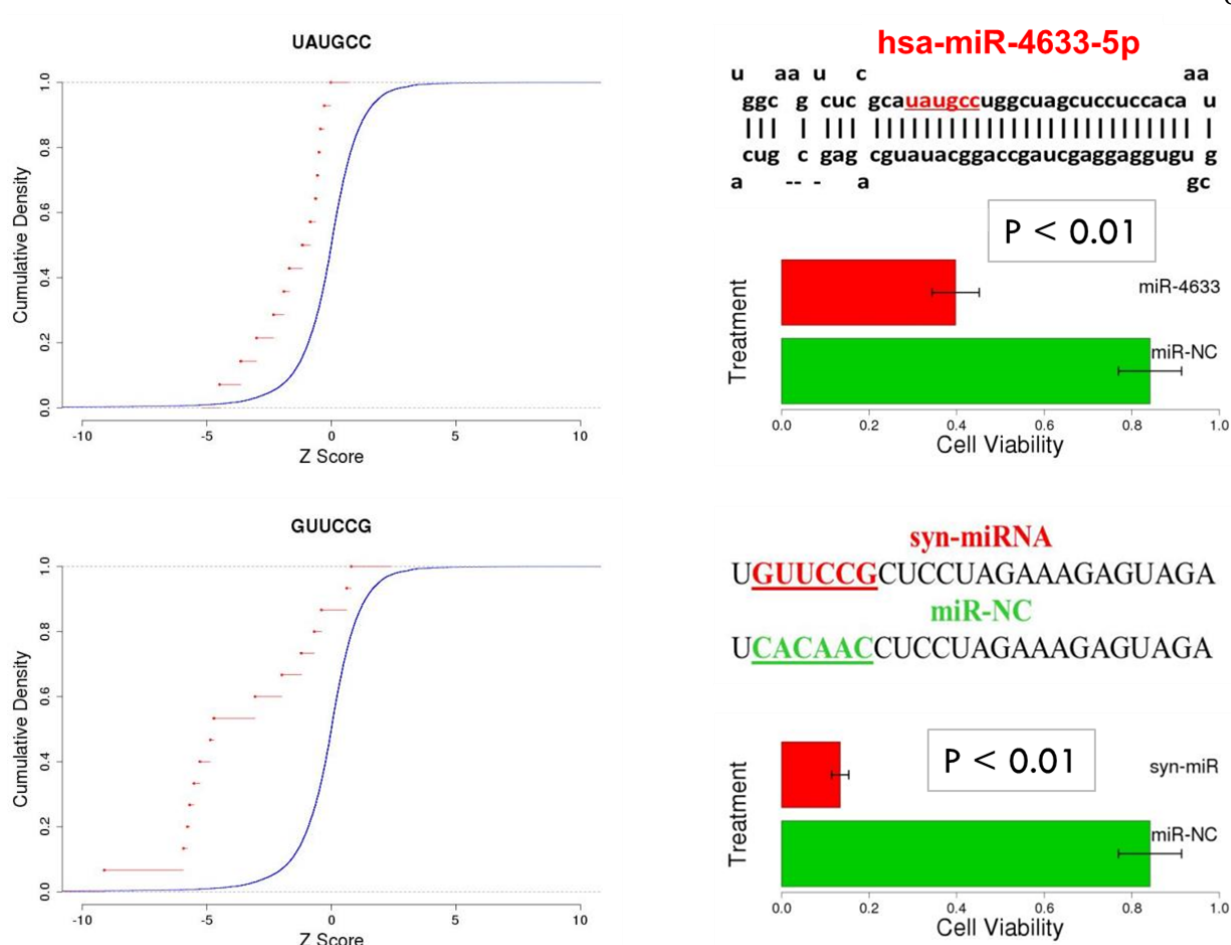 UAUGCC
1.0
0.8
0.6
0.4
0.2
0.0
Cumulative Density
-10 -5 0 5 10
Z Score
hsa-miR-4633-5p
u aa u c aa
ggc g cuc gcauaugccuggcuagcuccuccaca u
||| | ||| |||||||||||||||||||||||| |
cug c gag cguauacggaccgaucgaggaggugu g
a -- - a gc
P < 0.01
Treatment
miR-4633
miR-NC
0.0 0.2 0.4 0.6 0.8 1.0
Cell Viability
GUUCCG
1.0
0.8
0.6
0.4
0.2
0.0
Cumulative Density
-10 -5 0 5 10
Z Score
syn-miRNA
UGUUCCGCUCCUAGAAAGAGUAGA
miR-NC
UCACAACCUCCUAGAAAGAGUAGA
P < 0.01
Treatment
syn-miR
miR-NC
0.0 0.2 0.4 0.6 0.8 1.0
Cell Viability